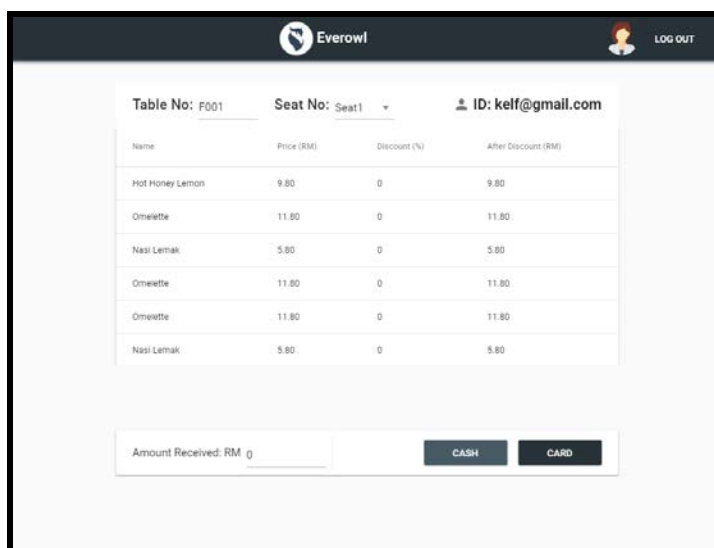 Everowl LOG OUT
Table No: F001 Seat No: Seat1 ID: kelf@gmail.com
Name Price (RM) Discount (%) After Discount (RM)
Hot Honey Lemon 9.80 0 9.80
Omelette 11.80 0 11.80
Nasi Lemak 5.80 0 5.80
Omelette 11.80 0 11.80
Omelette 11.80 0 11.80
Nasi Lemak 5.80 0 5.80
Amount Received: RM 0 CASH CARD